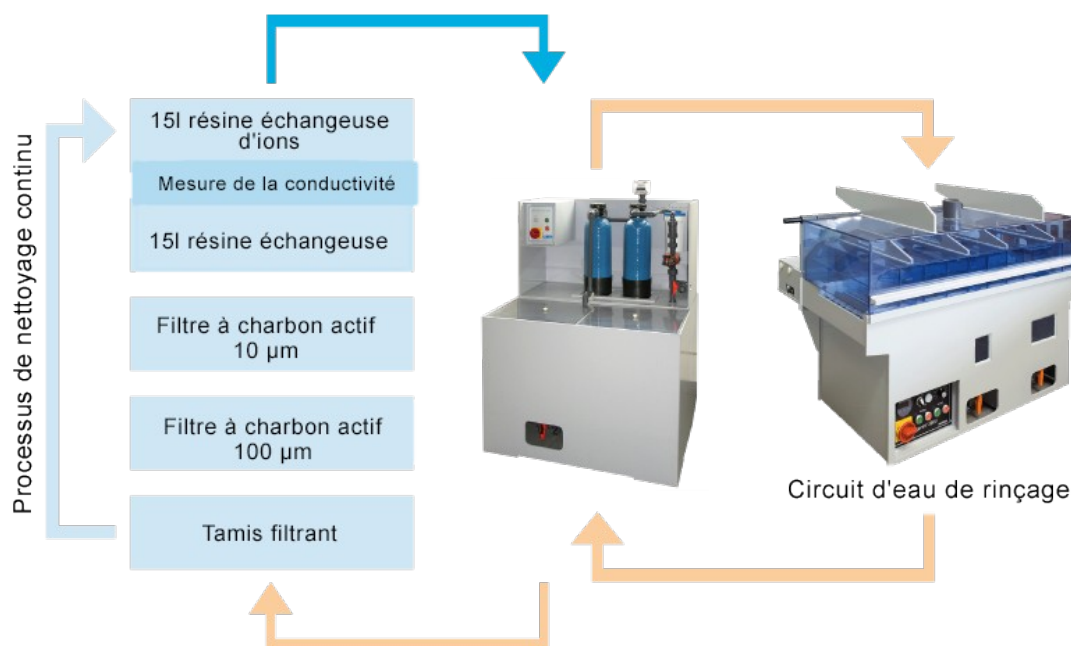 15l résine échangeuse
d'ions
Mesure de la conductivité
15l résine échangeuse
Filtre à charbon actif
10 µm
Filtre à charbon actif
100 µm
Tamis filtrant
Processus de nettoyage continu
Circuit d'eau de rinçage